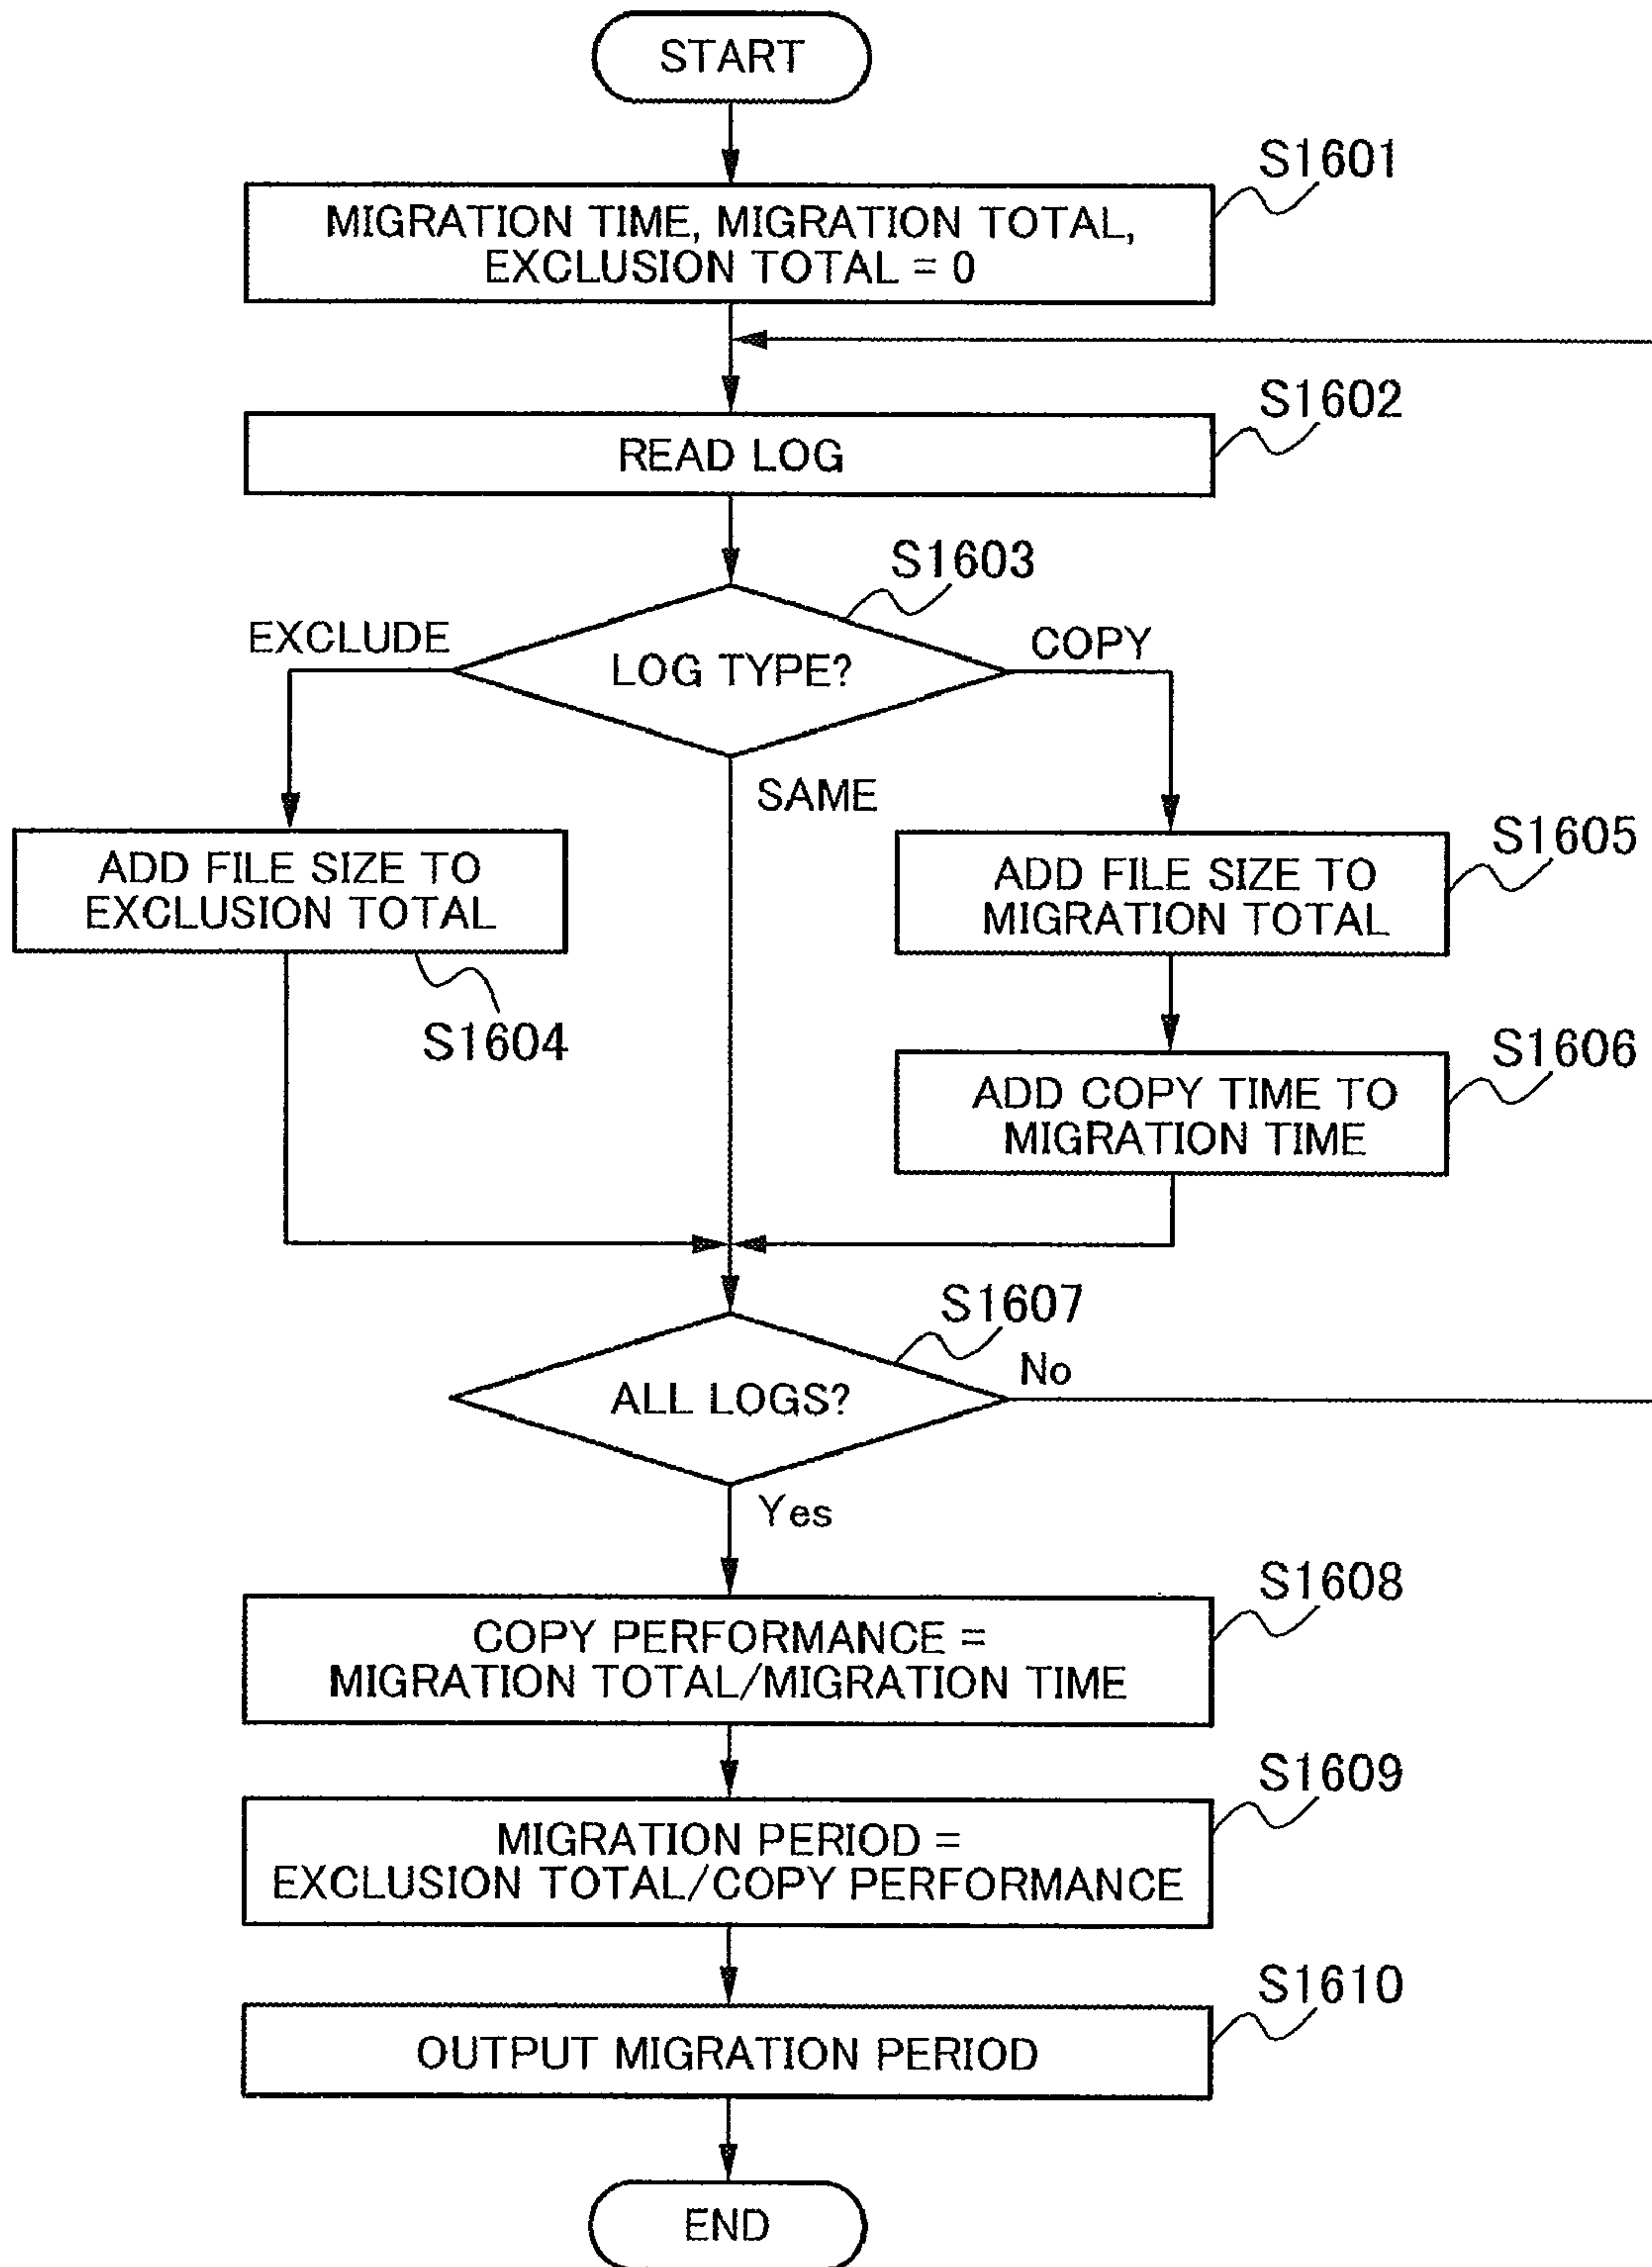 START
S1601
MIGRATION TIME, MIGRATION TOTAL,
EXCLUSION TOTAL = 0
S1602
READ LOG
S1603
EXCLUDE
COPY
LOG TYPE?
SAME
S1605
ADD FILE SIZE TO
EXCLUSION TOTAL
ADD FILE SIZE TO
MIGRATION TOTAL
S1604
S1606
ADD COPY TIME TO
MIGRATION TIME
S1607
No
ALL LOGS?
Yes
S1608
COPY PERFORMANCE =
MIGRATION TOTAL/MIGRATION TIME
S1609
MIGRATION PERIOD =
EXCLUSION TOTAL/COPY PERFORMANCE
S1610
OUTPUT MIGRATION PERIOD
END